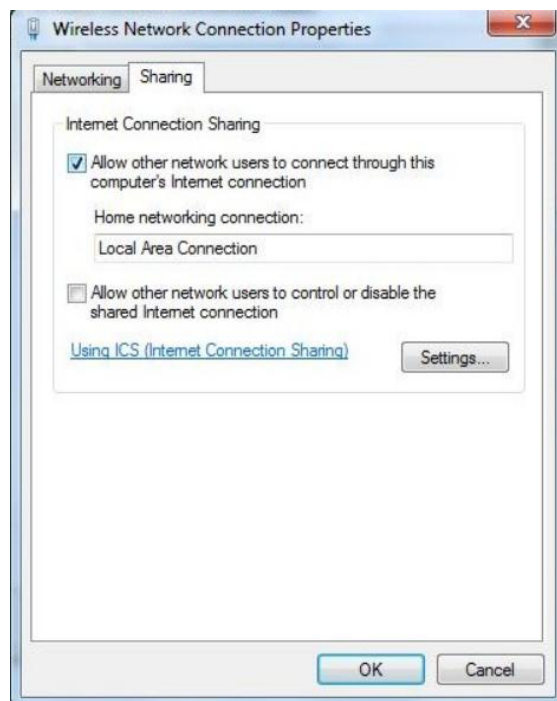 Wireless Network Connection Properties
Networking
Sharing
Internet Connection Sharing
Allow other network users to connect through this
computer's Internet connection
Home networking connection:
Local Area Connection
Allow other network users to control or disable the
shared Internet connection
Using ICS (Internet Connection Sharing)
Settings...
OK
Cancel